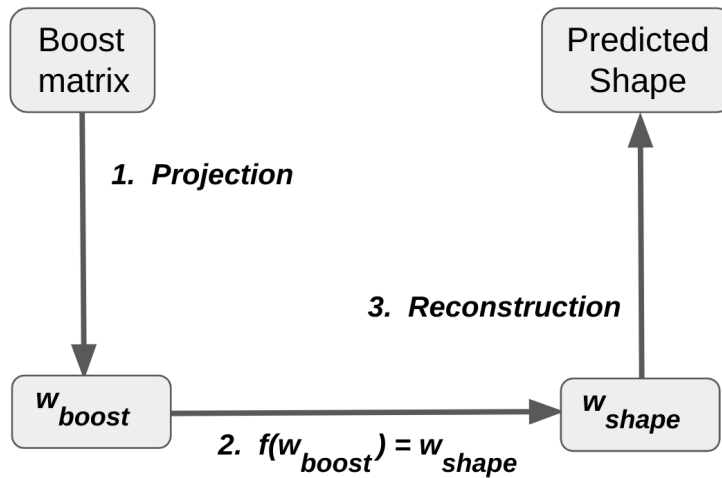 Boost
matrix
Predicted
Shape
1. Projection
3. Reconstruction
w_boost
w_shape
2. f(w_boost) = w_shape